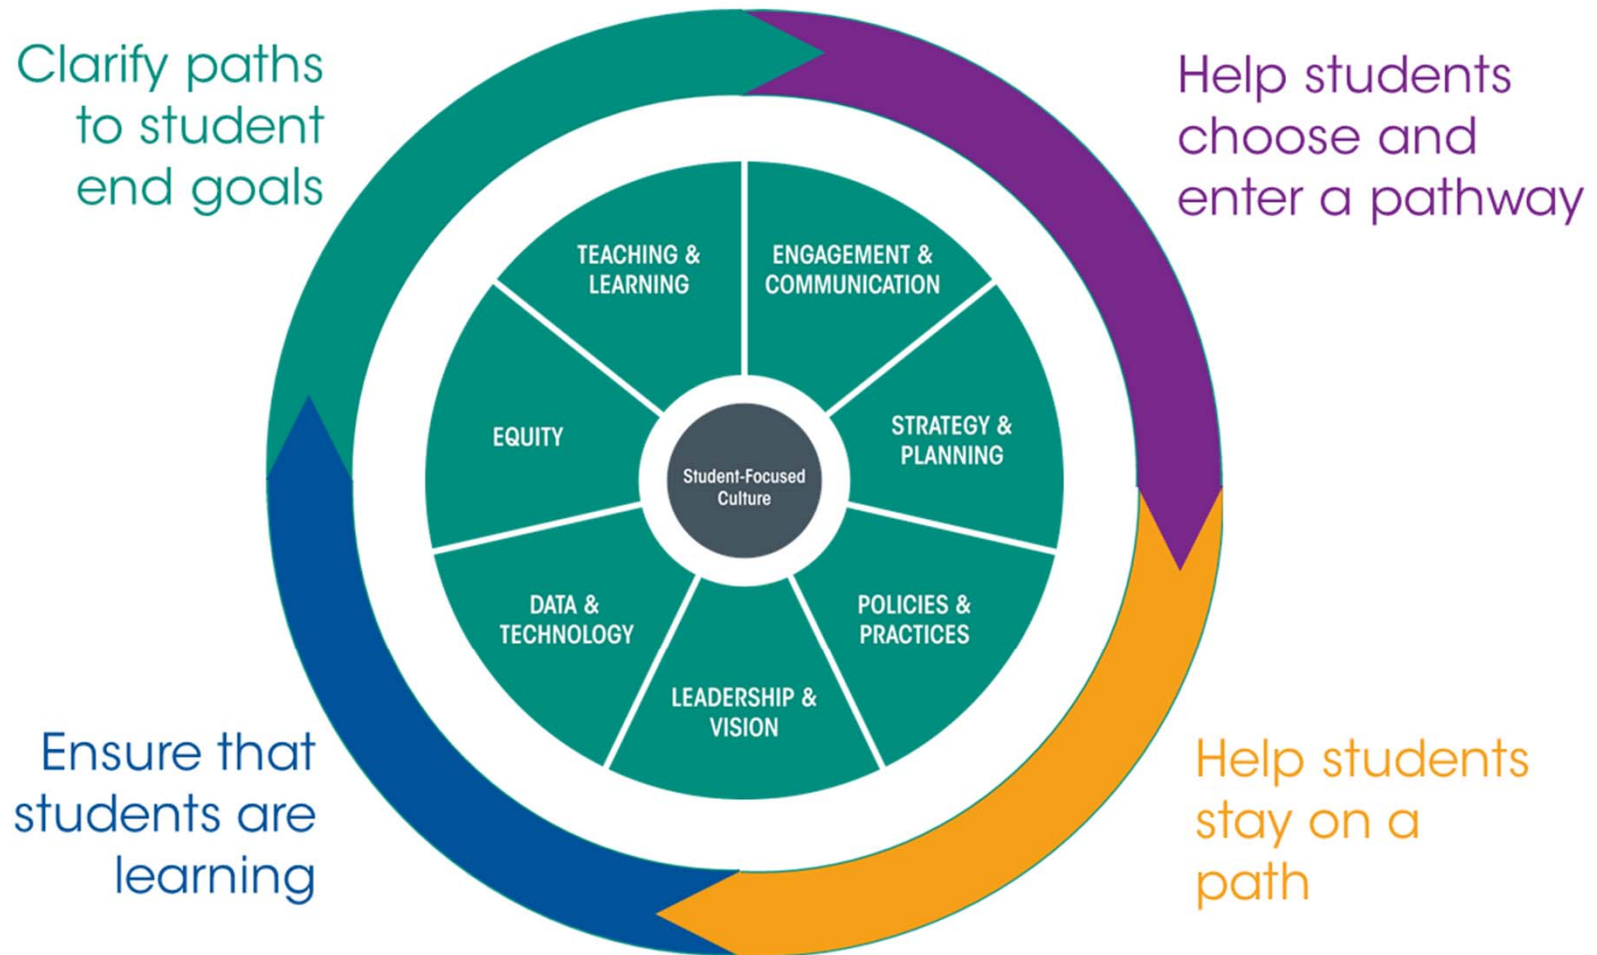 Clarify paths
to student
end goals
Help students
choose and
enter a pathway
TEACHING &
LEARNING
ENGAGEMENT &
COMMUNICATION
EQUITY
STRATEGY &
PLANNING
Student-Focused
Culture
DATA &
TECHNOLOGY
POLICIES &
PRACTICES
LEADERSHIP &
VISION
Ensure that
students are
learning
Help students
stay on a
path